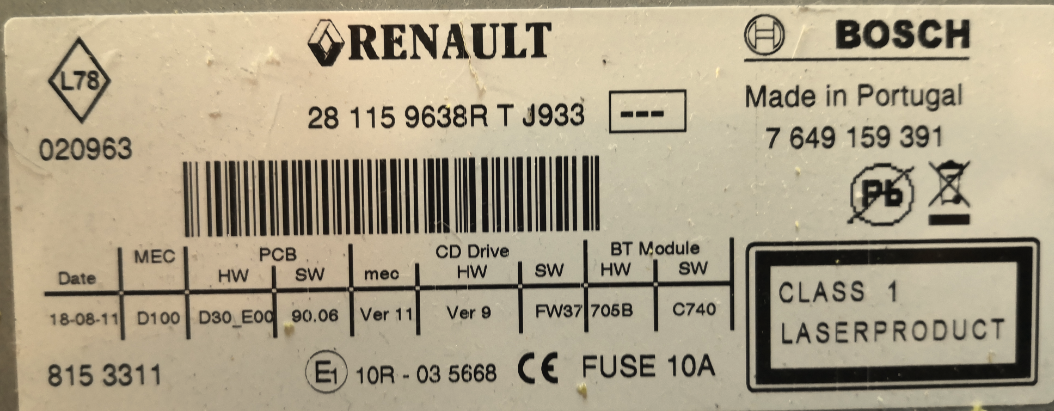 RENAULT
BOSCH
L78
28 115 9638R T J933 ---
Made in Portugal
020963
7 649 159 391
Pb
MEC PCB CD Drive BT Module
Date HW SW mec HW SW HW SW
18-08-11 D100 D30_E00 90.06 Ver 11 Ver 9 FW37 705B C740
CLASS 1
LASERPRODUCT
815 3311
E1 10R - 03 5668 CE FUSE 10A